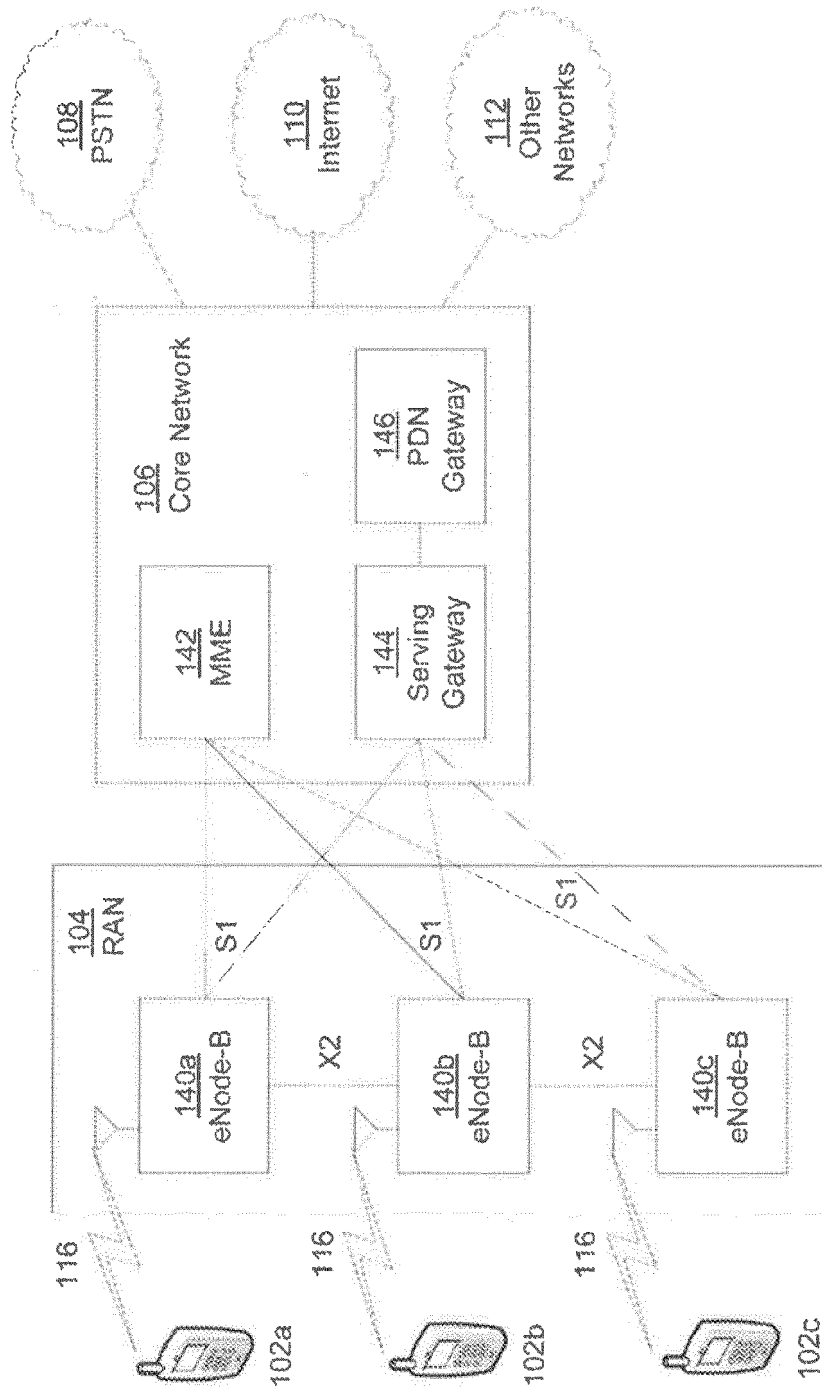 102a
102b
102c
116
116
116
104
RAN
140a
eNode-B
X2
140b
eNode-B
X2
140c
eNode-B
S1
S1
S1
106
Core Network
142
MME
144
Serving
Gateway
146
PDN
Gateway
108
PSTN
110
Internet
112
Other
Networks